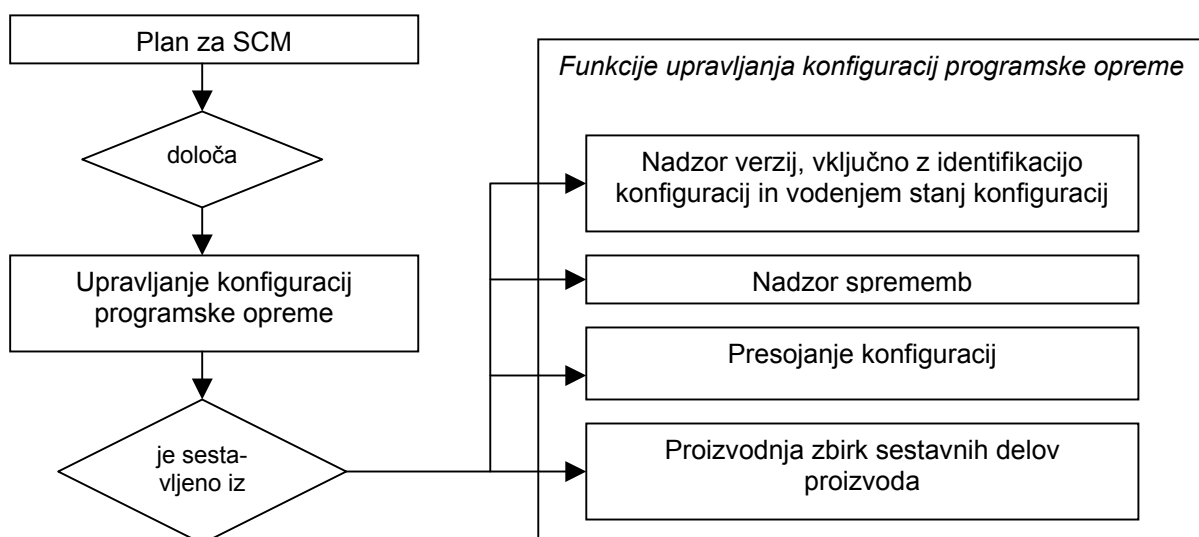 Plan za SCM
določa
Upravljanje konfiguracij
programske opreme
je sesta-
vljeno iz
Funkcije upravljanja konfiguracij programske opreme
Nadzor verzij, vključno z identifikacijo
konfiguracij in vodenjem stanj konfiguracij
Nadzor sprememb
Presojanje konfiguracij
Proizvodnja zbirk sestavnih delov
proizvoda